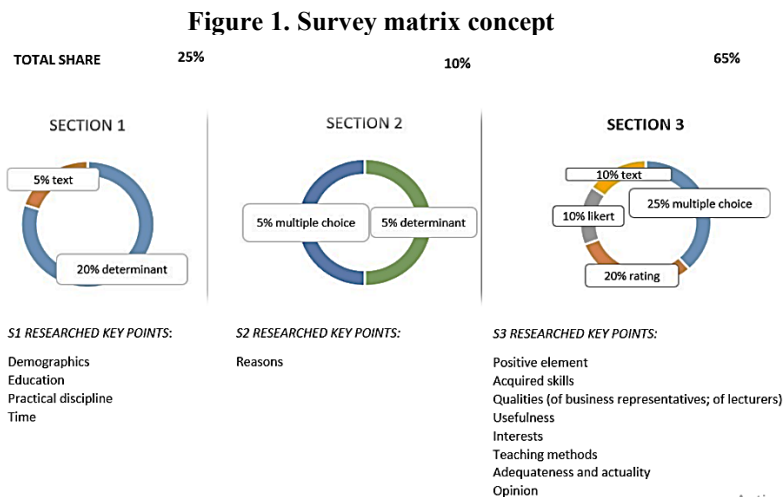 Figure 1. Survey matrix concept
TOTAL SHARE 25% 10% 65%
SECTION 1
5% text
20% determinant
SECTION 2
5% multiple choice
5% determinant
SECTION 3
10% text
25% multiple choice
10% likert
20% rating
S1 RESEARCHED KEY POINTS:
Demographics
Education
Practical discipline
Time
S2 RESEARCHED KEY POINTS:
Reasons
S3 RESEARCHED KEY POINTS:
Positive element
Acquired skills
Qualities (of business representatives; of lecturers)
Usefulness
Interests
Teaching methods
Adequateness and actuality
Opinion